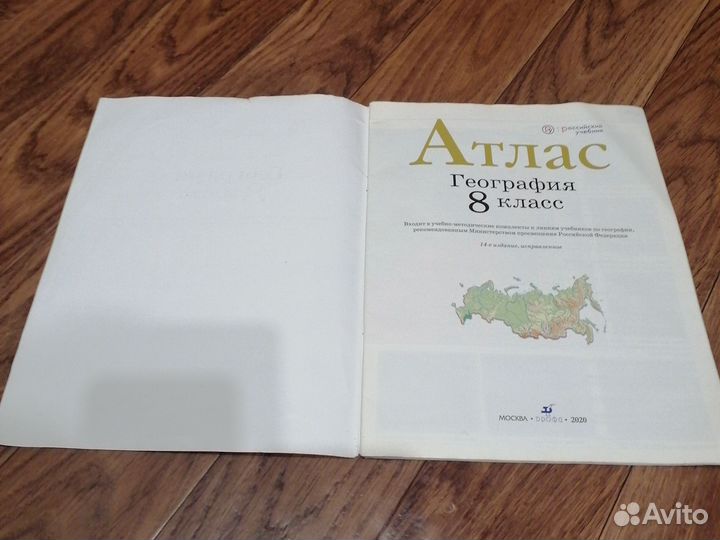 российский
учебник
Атлас
География
8 класс
Входит в учебно-методические комплекты к линиям учебников по географии,
рекомендованным Министерством просвещения Российской Федерации
14-е издание, исправленное
МОСКВА • дрофа • 2020
Avito